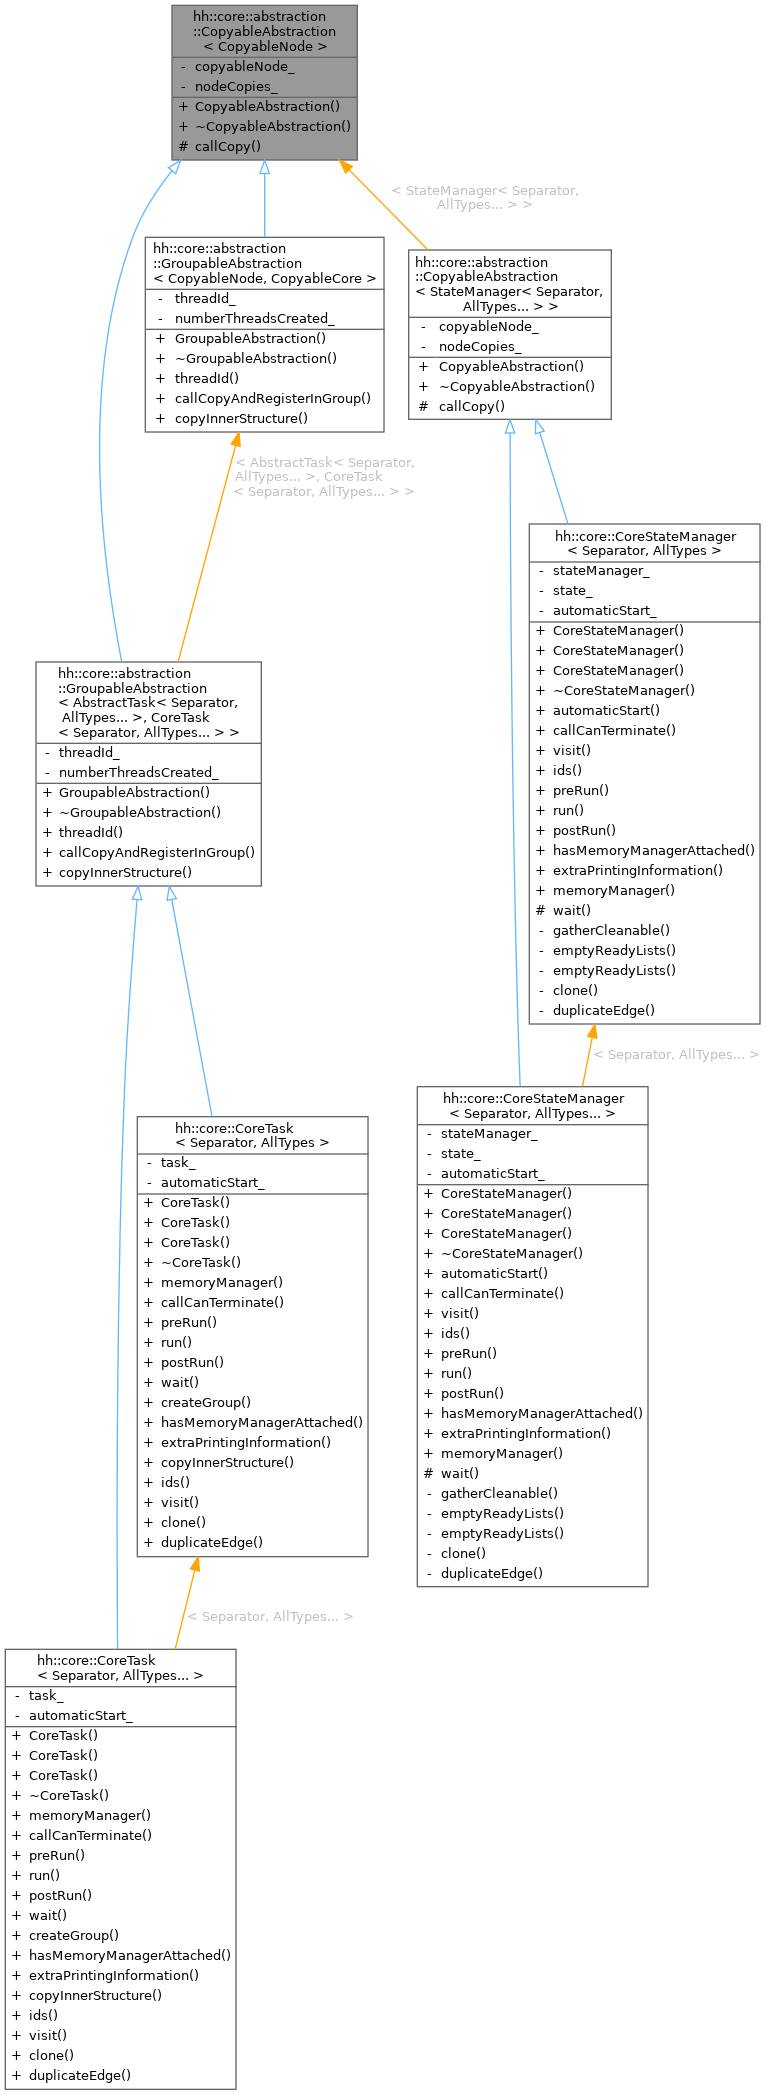 hh::core::abstraction
::CopyableAbstraction
< CopyableNode >
- copyableNode_
- nodeCopies_
+ CopyableAbstraction()
+ ~CopyableAbstraction()
# callCopy()
< StateManager< Separator,
AllTypes... > >
hh::core::abstraction
::GroupableAbstraction
< CopyableNode, CopyableCore >
- threadId_
- numberThreadsCreated_
+ GroupableAbstraction()
+ ~GroupableAbstraction()
+ threadId()
+ callCopyAndRegisterInGroup()
+ copyInnerStructure()
hh::core::abstraction
::CopyableAbstraction
< StateManager< Separator,
AllTypes... > >
- copyableNode_
- nodeCopies_
+ CopyableAbstraction()
+ ~CopyableAbstraction()
# callCopy()
< AbstractTask< Separator,
AllTypes... >, CoreTask
< Separator, AllTypes... > >
hh::core::CoreStateManager
< Separator, AllTypes >
- stateManager_
- state_
- automaticStart_
+ CoreStateManager()
+ CoreStateManager()
+ CoreStateManager()
+ ~CoreStateManager()
+ automaticStart()
+ callCanTerminate()
+ visit()
+ ids()
+ preRun()
+ run()
+ postRun()
+ hasMemoryManagerAttached()
+ extraPrintingInformation()
+ memoryManager()
# wait()
- gatherCleanable()
- emptyReadyLists()
- emptyReadyLists()
- clone()
- duplicateEdge()
hh::core::abstraction
::GroupableAbstraction
< AbstractTask< Separator,
AllTypes... >, CoreTask
< Separator, AllTypes... > >
- threadId_
- numberThreadsCreated_
+ GroupableAbstraction()
+ ~GroupableAbstraction()
+ threadId()
+ callCopyAndRegisterInGroup()
+ copyInnerStructure()
< Separator, AllTypes... >
hh::core::CoreTask
< Separator, AllTypes >
- task_
- automaticStart_
+ CoreTask()
+ CoreTask()
+ CoreTask()
+ ~CoreTask()
+ memoryManager()
+ callCanTerminate()
+ preRun()
+ run()
+ postRun()
+ wait()
+ createGroup()
+ hasMemoryManagerAttached()
+ extraPrintingInformation()
+ copyInnerStructure()
+ ids()
+ visit()
+ clone()
+ duplicateEdge()
hh::core::CoreStateManager
< Separator, AllTypes... >
- stateManager_
- state_
- automaticStart_
+ CoreStateManager()
+ CoreStateManager()
+ CoreStateManager()
+ ~CoreStateManager()
+ automaticStart()
+ callCanTerminate()
+ visit()
+ ids()
+ preRun()
+ run()
+ postRun()
+ hasMemoryManagerAttached()
+ extraPrintingInformation()
+ memoryManager()
# wait()
- gatherCleanable()
- emptyReadyLists()
- emptyReadyLists()
- clone()
- duplicateEdge()
< Separator, AllTypes... >
hh::core::CoreTask
< Separator, AllTypes... >
- task_
- automaticStart_
+ CoreTask()
+ CoreTask()
+ CoreTask()
+ ~CoreTask()
+ memoryManager()
+ callCanTerminate()
+ preRun()
+ run()
+ postRun()
+ wait()
+ createGroup()
+ hasMemoryManagerAttached()
+ extraPrintingInformation()
+ copyInnerStructure()
+ ids()
+ visit()
+ clone()
+ duplicateEdge()